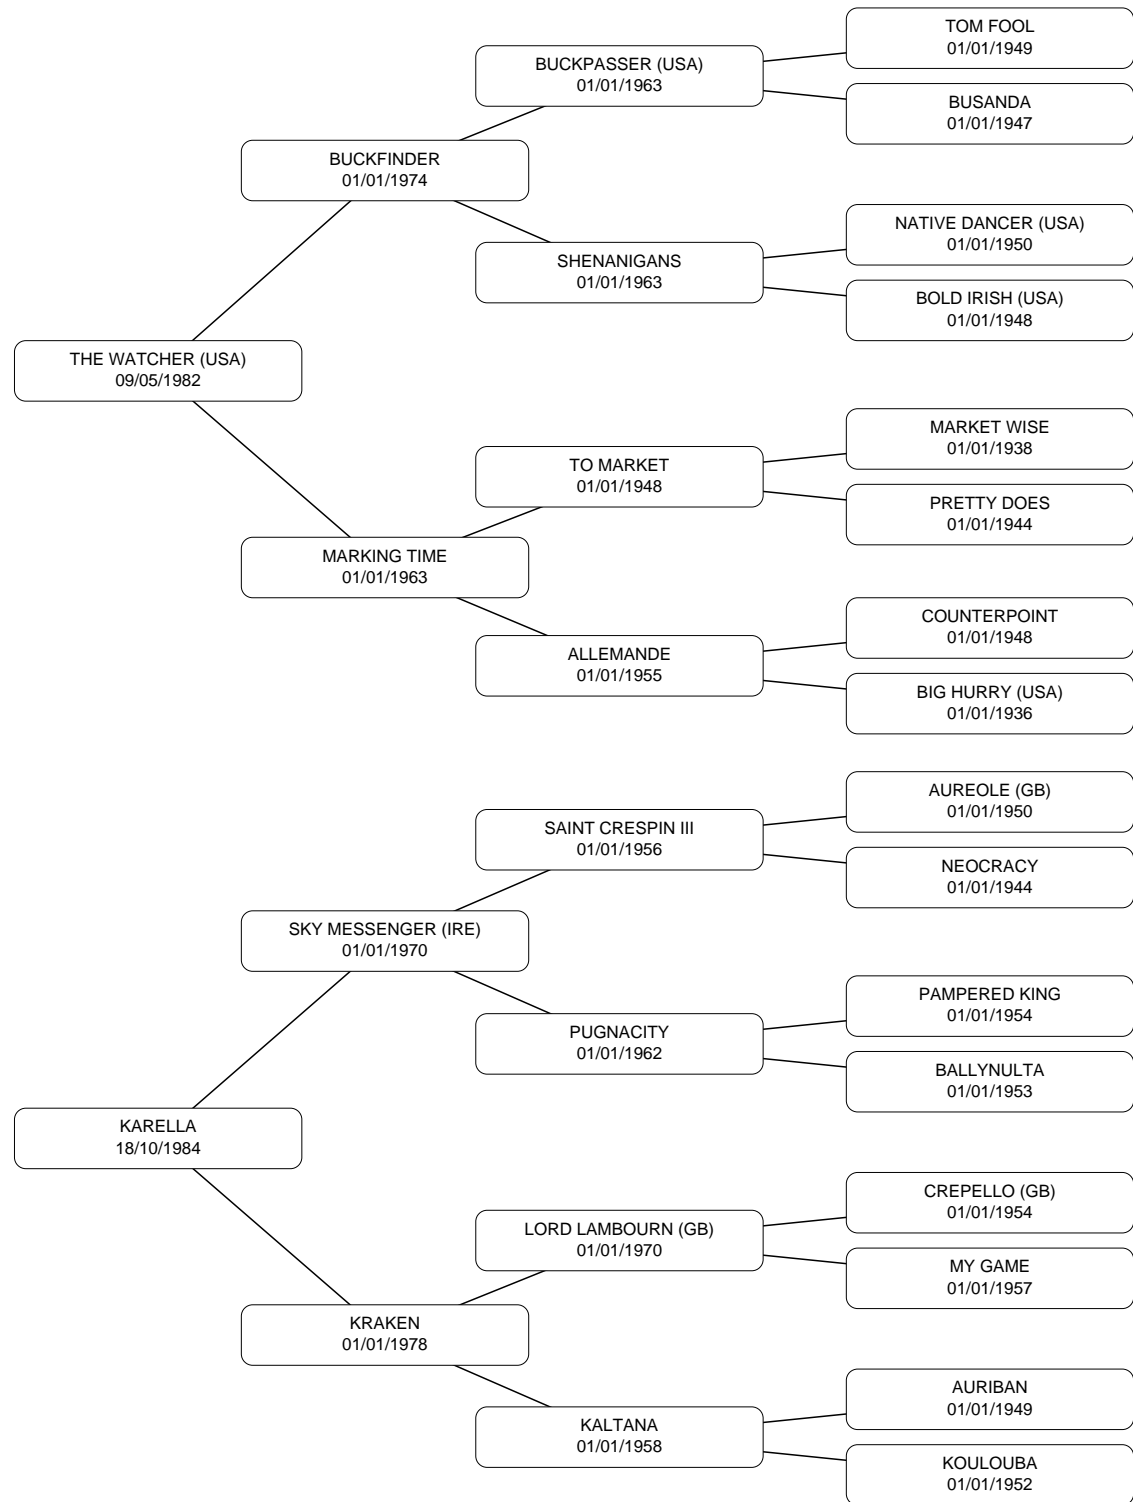 TOM FOOL
01/01/1949
BUCKPASSER (USA)
01/01/1963
BUSANDA
01/01/1947
BUCKFINDER
01/01/1974
NATIVE DANCER (USA)
01/01/1950
SHENANIGANS
01/01/1963
BOLD IRISH (USA)
01/01/1948
THE WATCHER (USA)
09/05/1982
MARKET WISE
01/01/1938
TO MARKET
01/01/1948
PRETTY DOES
01/01/1944
MARKING TIME
01/01/1963
COUNTERPOINT
01/01/1948
ALLEMANDE
01/01/1955
BIG HURRY (USA)
01/01/1936
AUREOLE (GB)
01/01/1950
SAINT CRESPIN III
01/01/1956
NEOCRACY
01/01/1944
SKY MESSENGER (IRE)
01/01/1970
PAMPERED KING
01/01/1954
PUGNACITY
01/01/1962
BALLYNULTA
01/01/1953
KARELLA
18/10/1984
CREPELLO (GB)
01/01/1954
LORD LAMBOURN (GB)
01/01/1970
MY GAME
01/01/1957
KRAKEN
01/01/1978
AURIBAN
01/01/1949
KALTANA
01/01/1958
KOULOUBA
01/01/1952